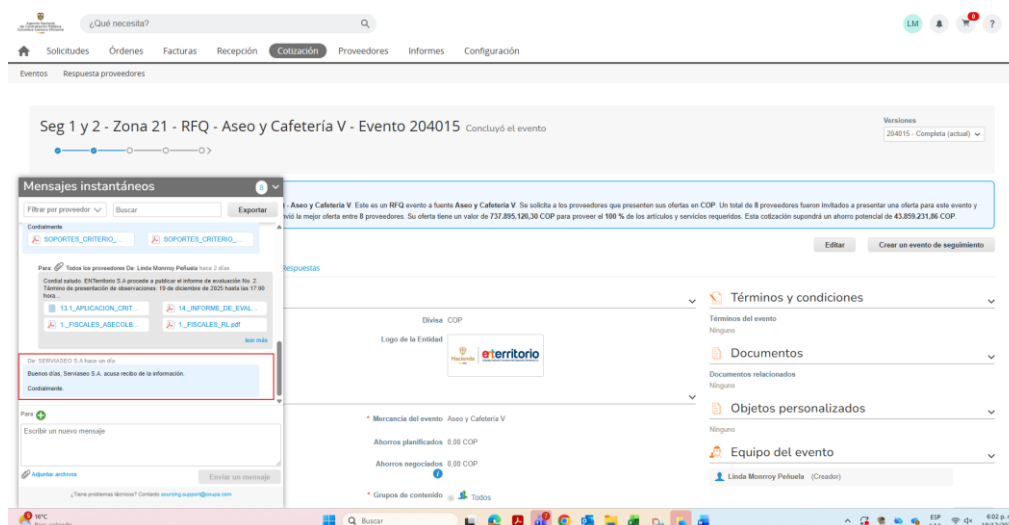 ¿Qué necesita?
LM
0
?
Solicitudes Órdenes Facturas Recepción Cotización Proveedores Informes Configuración
Eventos Respuesta proveedores
Seg 1 y 2 - Zona 21 - RFQ - Aseo y Cafetería V - Evento 204015 Concluyó el evento
Versiones
204015 - Completa (actual)
Mensajes instantáneos 8
Filtrar por proveedor Buscar Exportar
- Aseo y Cafetería V. Este es un RFQ evento a fuente Aseo y Cafetería V. Se solicita a los proveedores que presenten sus ofertas en COP. Un total de 8 proveedores fueron invitados a presentar una oferta para este evento y
vió la mejor oferta entre 8 proveedores. Su oferta tiene un valor de 737.895.120,30 COP para proveer el 100 % de los artículos y servicios requeridos. Esta cotización supondrá un ahorro potencial de 43.859.231,86 COP.
Cordialmente
SOPORTES_CRITERIO_... SOPORTES_CRITERIO_...
Editar Crear un evento de seguimiento
Para: Todos los proveedores De: Linda Monrroy Peñuela hace 2 días
Cordial saludo. ENTerritorio S.A procede a publicar el informe de evaluación No. 2.
Término de presentación de observaciones: 19 de diciembre de 2025 hasta las 17:00
hora...
13.1_APLICACION_CRIT... 14._INFORME_DE_EVAL...
1._FISCALES_ASECOLB... 1._FISCALES_RL.pdf
leer más
Respuestas
Divisa COP
Logo de la Entidad
Hacienda
enterritorio
Términos y condiciones
Términos del evento
Ninguno
Documentos
Documentos relacionados
Ninguno
De: SERVIASEO S.A hace un día
Buenos días, Serviaseo S.A. acusa recibo de la información.
Cordialmente.
Objetos personalizados
Ninguno
Para
Escribir un nuevo mensaje
* Mercancía del evento Aseo y Cafetería V
Ahorros planificados 0,00 COP
Ahorros negociados 0,00 COP
* Grupos de contenido Todos
Equipo del evento
Linda Monrroy Peñuela (Creador)
Adjuntar archivos Enviar un mensaje
¿Tiene problemas técnicos? Contacto sourcing.support@coupa.com
16°C
Buscar
ESP
6:02 p.